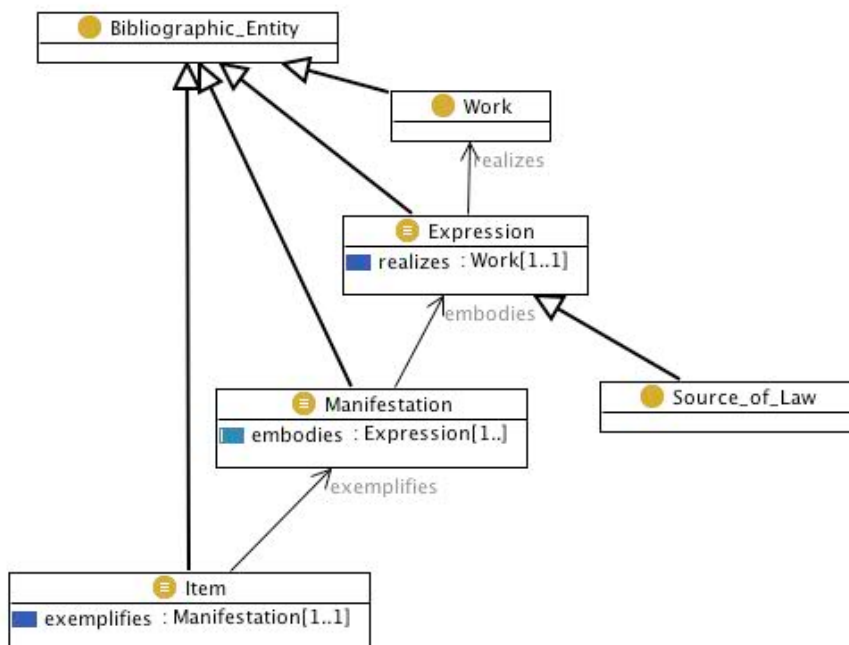 Bibliographic_Entity
Work
realizes
Expression
realizes : Work[1..1]
embodies
Manifestation
embodies : Expression[1..]
Source_of_Law
exemplifies
Item
exemplifies : Manifestation[1..1]